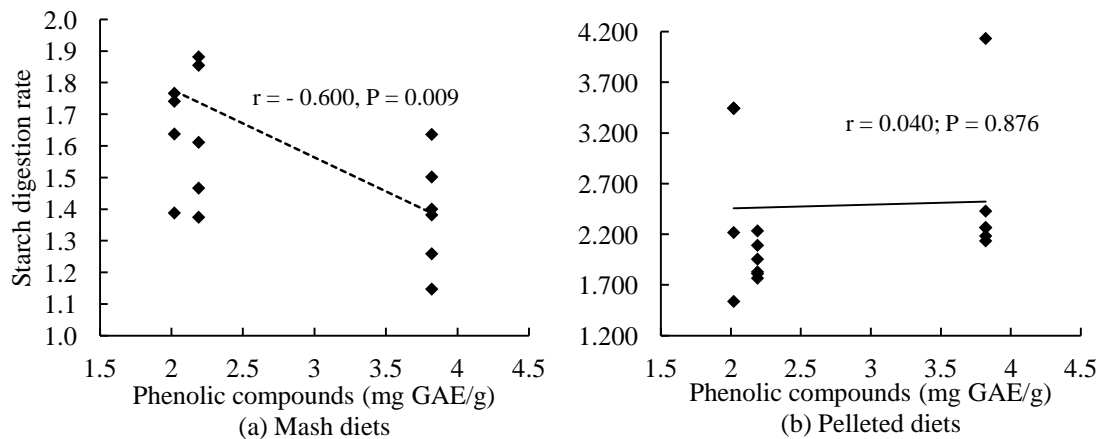 2.0
1.9
1.8
1.7
1.6
1.5
1.4
1.3
1.2
1.1
1.0
Starch digestion rate
r = - 0.600, P = 0.009
1.5 2 2.5 3 3.5 4 4.5
Phenolic compounds (mg GAE/g)
(a) Mash diets
4.200
3.700
3.200
2.700
2.200
1.700
1.200
r = 0.040; P = 0.876
1.5 2 2.5 3 3.5 4 4.5
Phenolic compounds (mg GAE/g)
(b) Pelleted diets